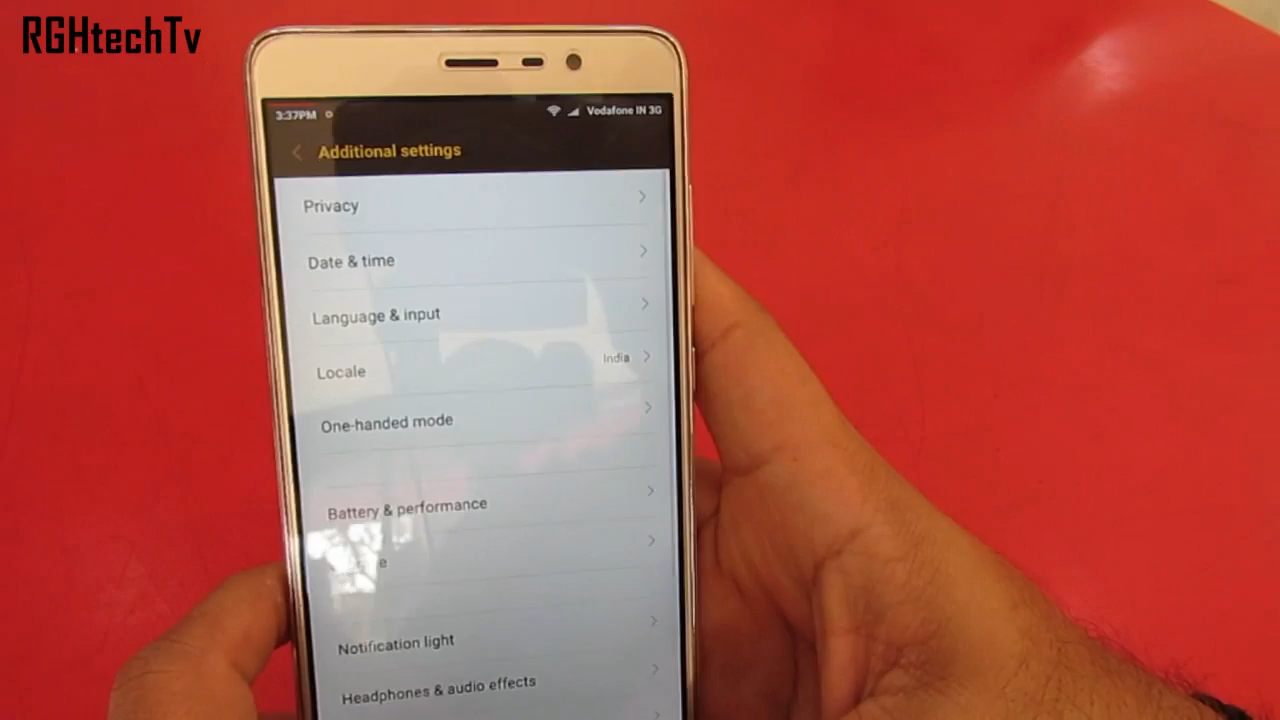 RGHtechTv
3:37PM Vodafone IN 3G
Additional settings
Privacy
Date & time
Language & input
Locale India
One-handed mode
Battery & performance
Notification light
Headphones & audio effects